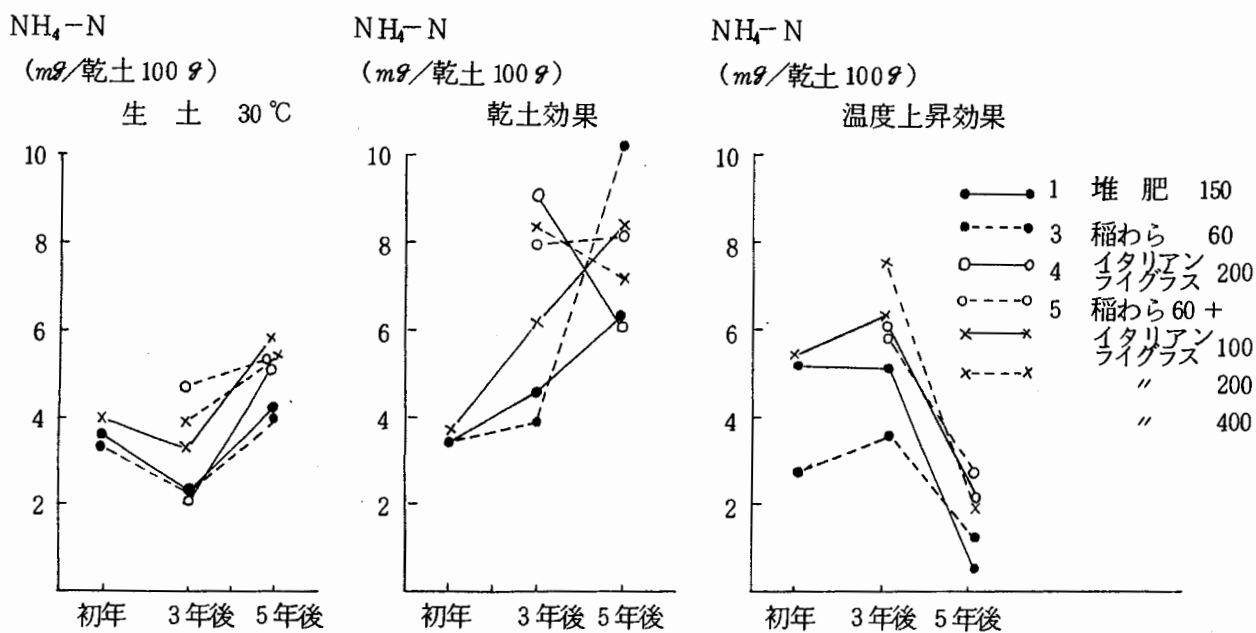 NH₄−N
(mg/乾土100g)
生 土 30℃
10
8
6
4
2
初年 3年後 5年後
NH₄−N
(mg/乾土100g)
乾土効果
10
8
6
4
2
初年 3年後 5年後
NH₄−N
(mg/乾土100g)
温度上昇効果
10
8
6
4
2
初年 3年後 5年後
1 堆 肥 150
3 稲わら 60
4 イタリアンライグラス 200
5 稲わら60+
イタリアンライグラス 100
〃 200
〃 400